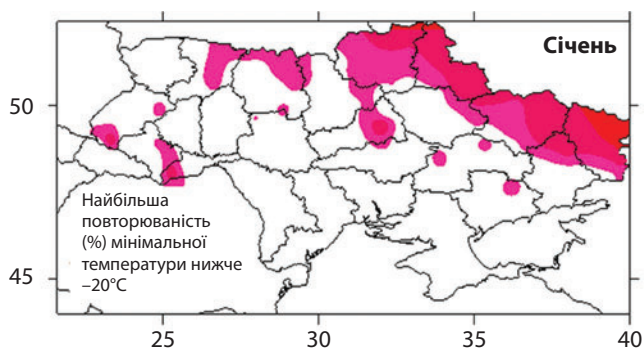 Січень
50
45
Найбільша
повторюваність
(%) мінімальної
температури нижче
–20°C
25 30 35 40